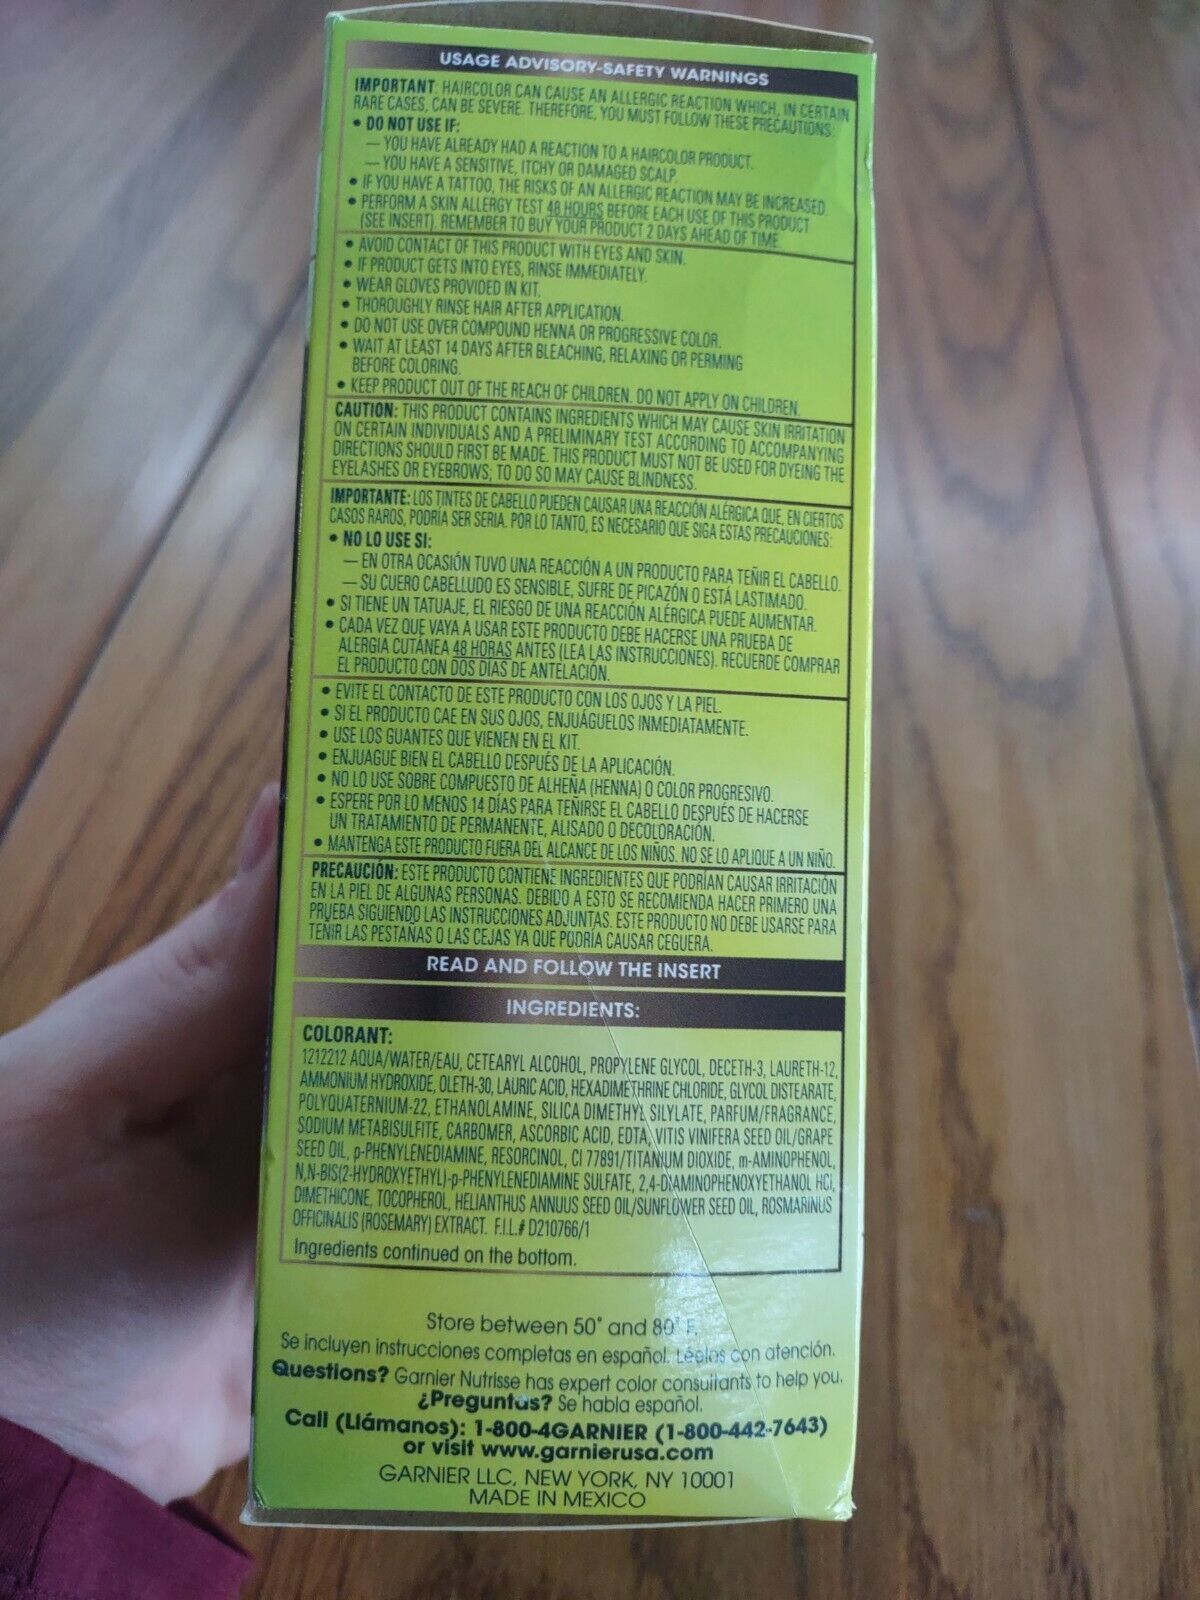 USAGE ADVISORY-SAFETY WARNINGS
IMPORTANT: HAIRCOLOR CAN CAUSE AN ALLERGIC REACTION WHICH, IN CERTAIN
RARE CASES, CAN BE SEVERE. THEREFORE, YOU MUST FOLLOW THESE PRECAUTIONS:
• DO NOT USE IF:
— YOU HAVE ALREADY HAD A REACTION TO A HAIRCOLOR PRODUCT.
— YOU HAVE A SENSITIVE, ITCHY OR DAMAGED SCALP.
• IF YOU HAVE A TATTOO, THE RISKS OF AN ALLERGIC REACTION MAY BE INCREASED.
• PERFORM A SKIN ALLERGY TEST 48 HOURS BEFORE EACH USE OF THIS PRODUCT
(SEE INSERT). REMEMBER TO BUY YOUR PRODUCT 2 DAYS AHEAD OF TIME.
• AVOID CONTACT OF THIS PRODUCT WITH EYES AND SKIN.
• IF PRODUCT GETS INTO EYES, RINSE IMMEDIATELY.
• WEAR GLOVES PROVIDED IN KIT.
• THOROUGHLY RINSE HAIR AFTER APPLICATION.
• DO NOT USE OVER COMPOUND HENNA OR PROGRESSIVE COLOR.
• WAIT AT LEAST 14 DAYS AFTER BLEACHING, RELAXING OR PERMING
BEFORE COLORING.
• KEEP PRODUCT OUT OF THE REACH OF CHILDREN. DO NOT APPLY ON CHILDREN.
CAUTION: THIS PRODUCT CONTAINS INGREDIENTS WHICH MAY CAUSE SKIN IRRITATION
ON CERTAIN INDIVIDUALS AND A PRELIMINARY TEST ACCORDING TO ACCOMPANYING
DIRECTIONS SHOULD FIRST BE MADE. THIS PRODUCT MUST NOT BE USED FOR DYEING THE
EYELASHES OR EYEBROWS; TO DO SO MAY CAUSE BLINDNESS.
IMPORTANTE: LOS TINTES DE CABELLO PUEDEN CAUSAR UNA REACCIÓN ALÉRGICA QUE, EN CIERTOS
CASOS RAROS, PODRÍA SER SERIA. POR LO TANTO, ES NECESARIO QUE SIGA ESTAS PRECAUCIONES:
• NO LO USE SI:
— EN OTRA OCASIÓN TUVO UNA REACCIÓN A UN PRODUCTO PARA TEÑIR EL CABELLO.
— SU CUERO CABELLUDO ES SENSIBLE, SUFRE DE PICAZÓN O ESTÁ LASTIMADO.
• SI TIENE UN TATUAJE, EL RIESGO DE UNA REACCIÓN ALÉRGICA PUEDE AUMENTAR.
• CADA VEZ QUE VAYA A USAR ESTE PRODUCTO DEBE HACERSE UNA PRUEBA DE
ALERGIA CUTÁNEA 48 HORAS ANTES (LEA LAS INSTRUCCIONES). RECUERDE COMPRAR
EL PRODUCTO CON DOS DÍAS DE ANTELACIÓN.
• EVITE EL CONTACTO DE ESTE PRODUCTO CON LOS OJOS Y LA PIEL.
• SI EL PRODUCTO CAE EN SUS OJOS, ENJUÁGUELOS INMEDIATAMENTE.
• USE LOS GUANTES QUE VIENEN EN EL KIT.
• ENJUAGUE BIEN EL CABELLO DESPUÉS DE LA APLICACIÓN.
• NO LO USE SOBRE COMPUESTO DE ALHEÑA (HENNA) O COLOR PROGRESIVO.
• ESPERE POR LO MENOS 14 DÍAS PARA TEÑIRSE EL CABELLO DESPUÉS DE HACERSE
UN TRATAMIENTO DE PERMANENTE, ALISADO O DECOLORACIÓN.
• MANTENGA ESTE PRODUCTO FUERA DEL ALCANCE DE LOS NIÑOS. NO SE LO APLIQUE A UN NIÑO.
PRECAUCIÓN: ESTE PRODUCTO CONTIENE INGREDIENTES QUE PODRÍAN CAUSAR IRRITACIÓN
EN LA PIEL DE ALGUNAS PERSONAS. DEBIDO A ESTO SE RECOMIENDA HACER PRIMERO UNA
PRUEBA SIGUIENDO LAS INSTRUCCIONES ADJUNTAS. ESTE PRODUCTO NO DEBE USARSE PARA
TEÑIR LAS PESTAÑAS O LAS CEJAS YA QUE PODRÍA CAUSAR CEGUERA.
READ AND FOLLOW THE INSERT
INGREDIENTS:
COLORANT:
1212212 AQUA/WATER/EAU, CETEARYL ALCOHOL, PROPYLENE GLYCOL, DECETH-3, LAURETH-12,
AMMONIUM HYDROXIDE, OLETH-30, LAURIC ACID, HEXADIMETHRINE CHLORIDE, GLYCOL DISTEARATE,
POLYQUATERNIUM-22, ETHANOLAMINE, SILICA DIMETHYL SILYLATE, PARFUM/FRAGRANCE,
SODIUM METABISULFITE, CARBOMER, ASCORBIC ACID, EDTA, VITIS VINIFERA SEED OIL/GRAPE
SEED OIL, p-PHENYLENEDIAMINE, RESORCINOL, CI 77891/TITANIUM DIOXIDE, m-AMINOPHENOL,
N,N-BIS(2-HYDROXYETHYL)-p-PHENYLENEDIAMINE SULFATE, 2,4-DIAMINOPHENOXYETHANOL HCl,
DIMETHICONE, TOCOPHEROL, HELIANTHUS ANNUUS SEED OIL/SUNFLOWER SEED OIL, ROSMARINUS
OFFICINALIS (ROSEMARY) EXTRACT. F.I.L.# D210766/1
Ingredients continued on the bottom.
Store between 50° and 80° F.
Se incluyen instrucciones completas en español. Léelas con atención.
Questions? Garnier Nutrisse has expert color consultants to help you.
¿Preguntas? Se habla español.
Call (Llámanos): 1-800-4GARNIER (1-800-442-7643)
or visit www.garnierusa.com
GARNIER LLC, NEW YORK, NY 10001
MADE IN MEXICO